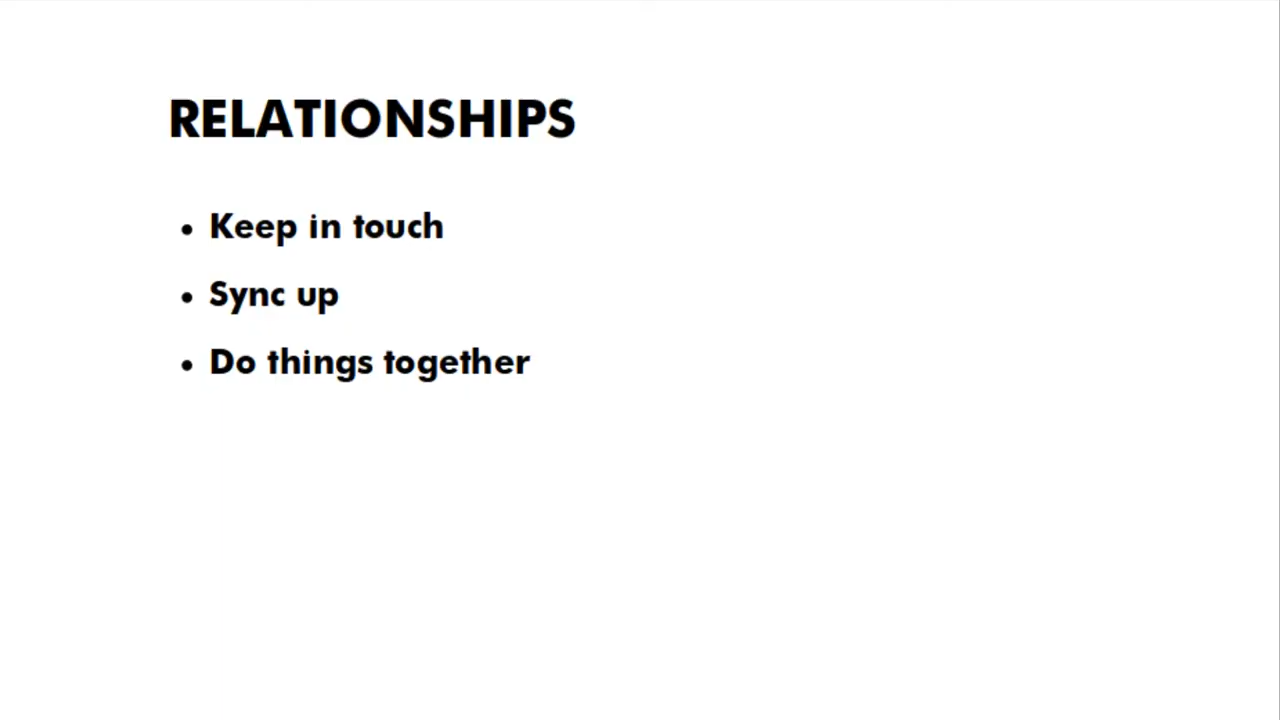 RELATIONSHIPS
• Keep in touch
• Sync up
• Do things together